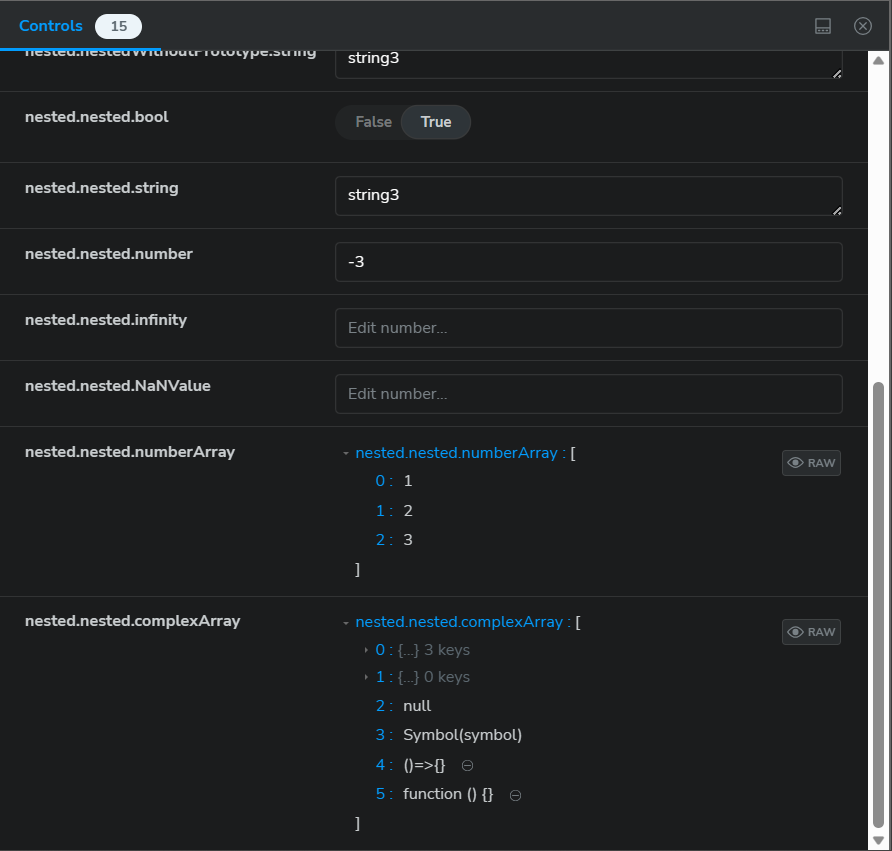 Controls 15
nested.nestedWithoutPrototype.string string3
nested.nested.bool False True
nested.nested.string string3
nested.nested.number -3
nested.nested.infinity Edit number...
nested.nested.NaNValue Edit number...
nested.nested.numberArray nested.nested.numberArray : [ RAW
0 : 1
1 : 2
2 : 3
]
nested.nested.complexArray nested.nested.complexArray : [ RAW
0 : {...} 3 keys
1 : {...} 0 keys
2 : null
3 : Symbol(symbol)
4 : ()=>{}
5 : function () {}
]